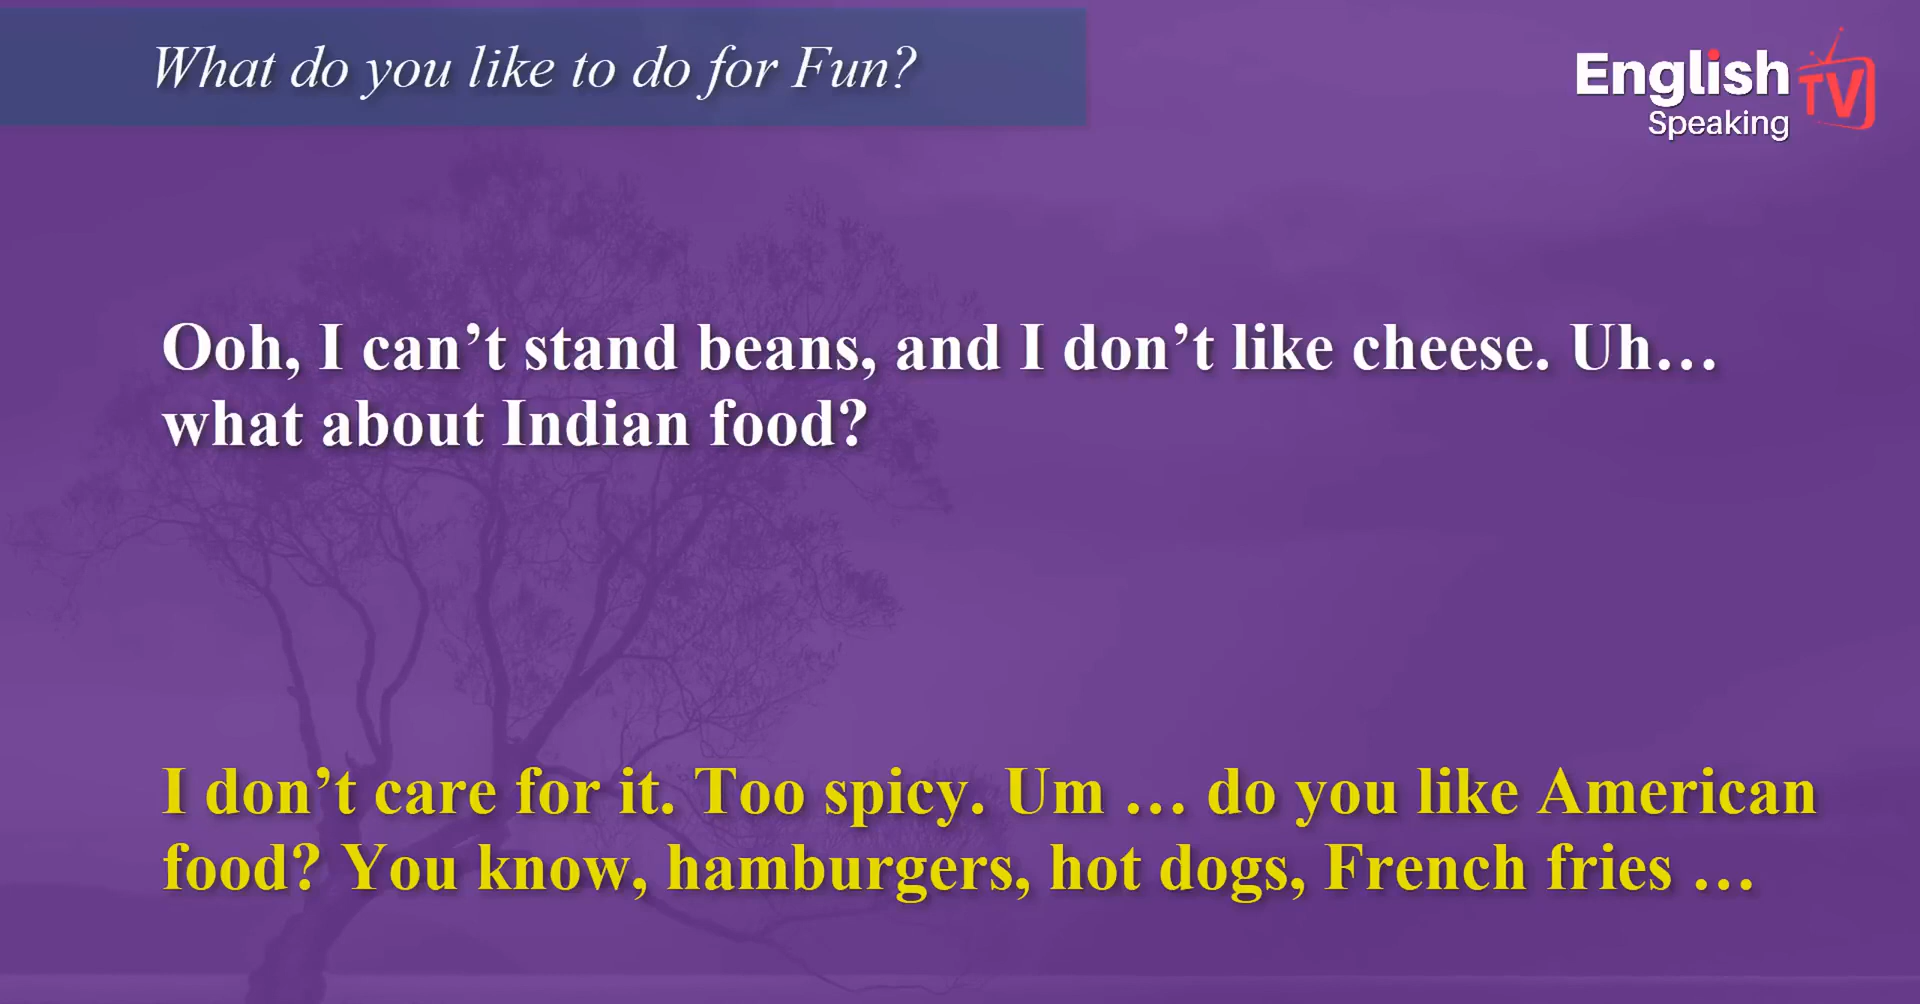 What do you like to do for Fun?
English
Speaking
TV
Ooh, I can’t stand beans, and I don’t like cheese. Uh…
what about Indian food?
I don’t care for it. Too spicy. Um … do you like American
food? You know, hamburgers, hot dogs, French fries …